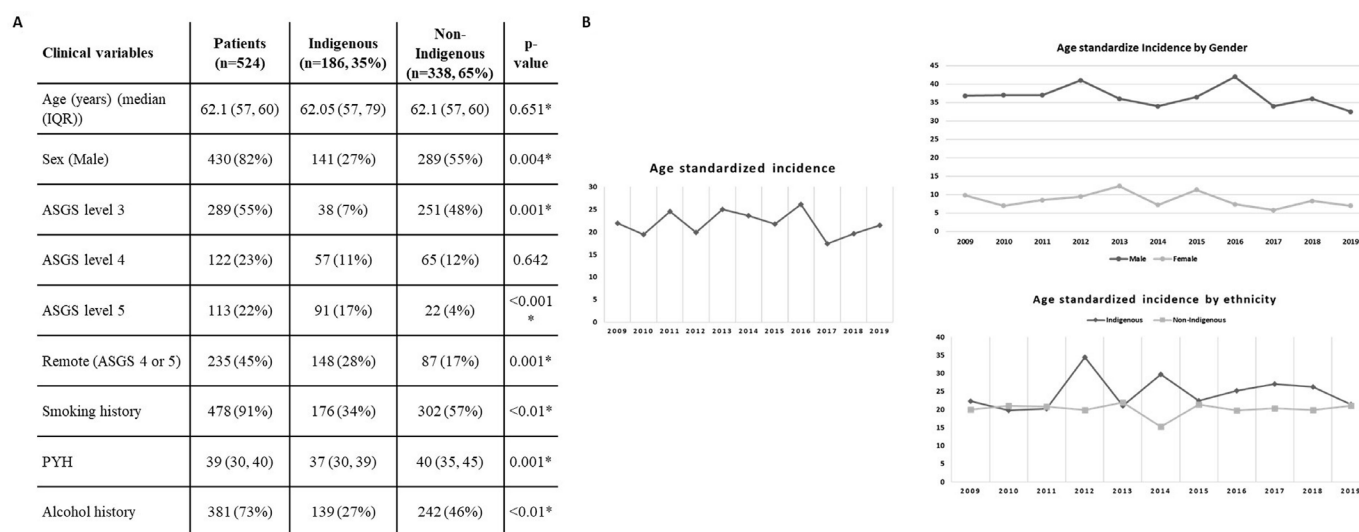 A
B
Clinical variables
Patients
(n=524)
Indigenous
(n=186, 35%)
Non-
Indigenous
(n=338, 65%)
p-
value
Age (years) (median
(IQR))
62.1 (57, 60)
62.05 (57, 79)
62.1 (57, 60)
0.651*
Sex (Male)
430 (82%)
141 (27%)
289 (55%)
0.004*
ASGS level 3
289 (55%)
38 (7%)
251 (48%)
0.001*
ASGS level 4
122 (23%)
57 (11%)
65 (12%)
0.642
ASGS level 5
113 (22%)
91 (17%)
22 (4%)
<0.001
*
Remote (ASGS 4 or 5)
235 (45%)
148 (28%)
87 (17%)
0.001*
Smoking history
478 (91%)
176 (34%)
302 (57%)
<0.01*
PYH
39 (30, 40)
37 (30, 39)
40 (35, 45)
0.001*
Alcohol history
381 (73%)
139 (27%)
242 (46%)
<0.01*
Age standardized incidence
30
25
20
15
10
5
0
2009 2010 2011 2012 2013 2014 2015 2016 2017 2018 2019
Age standardize Incidence by Gender
45
40
35
30
25
20
15
10
5
0
2009 2010 2011 2012 2013 2014 2015 2016 2017 2018 2019
Male Female
Age standardized incidence by ethnicity
Indigenous Non-Indigenous
40
35
30
25
20
15
10
5
0
2009 2010 2011 2012 2013 2014 2015 2016 2017 2018 2019